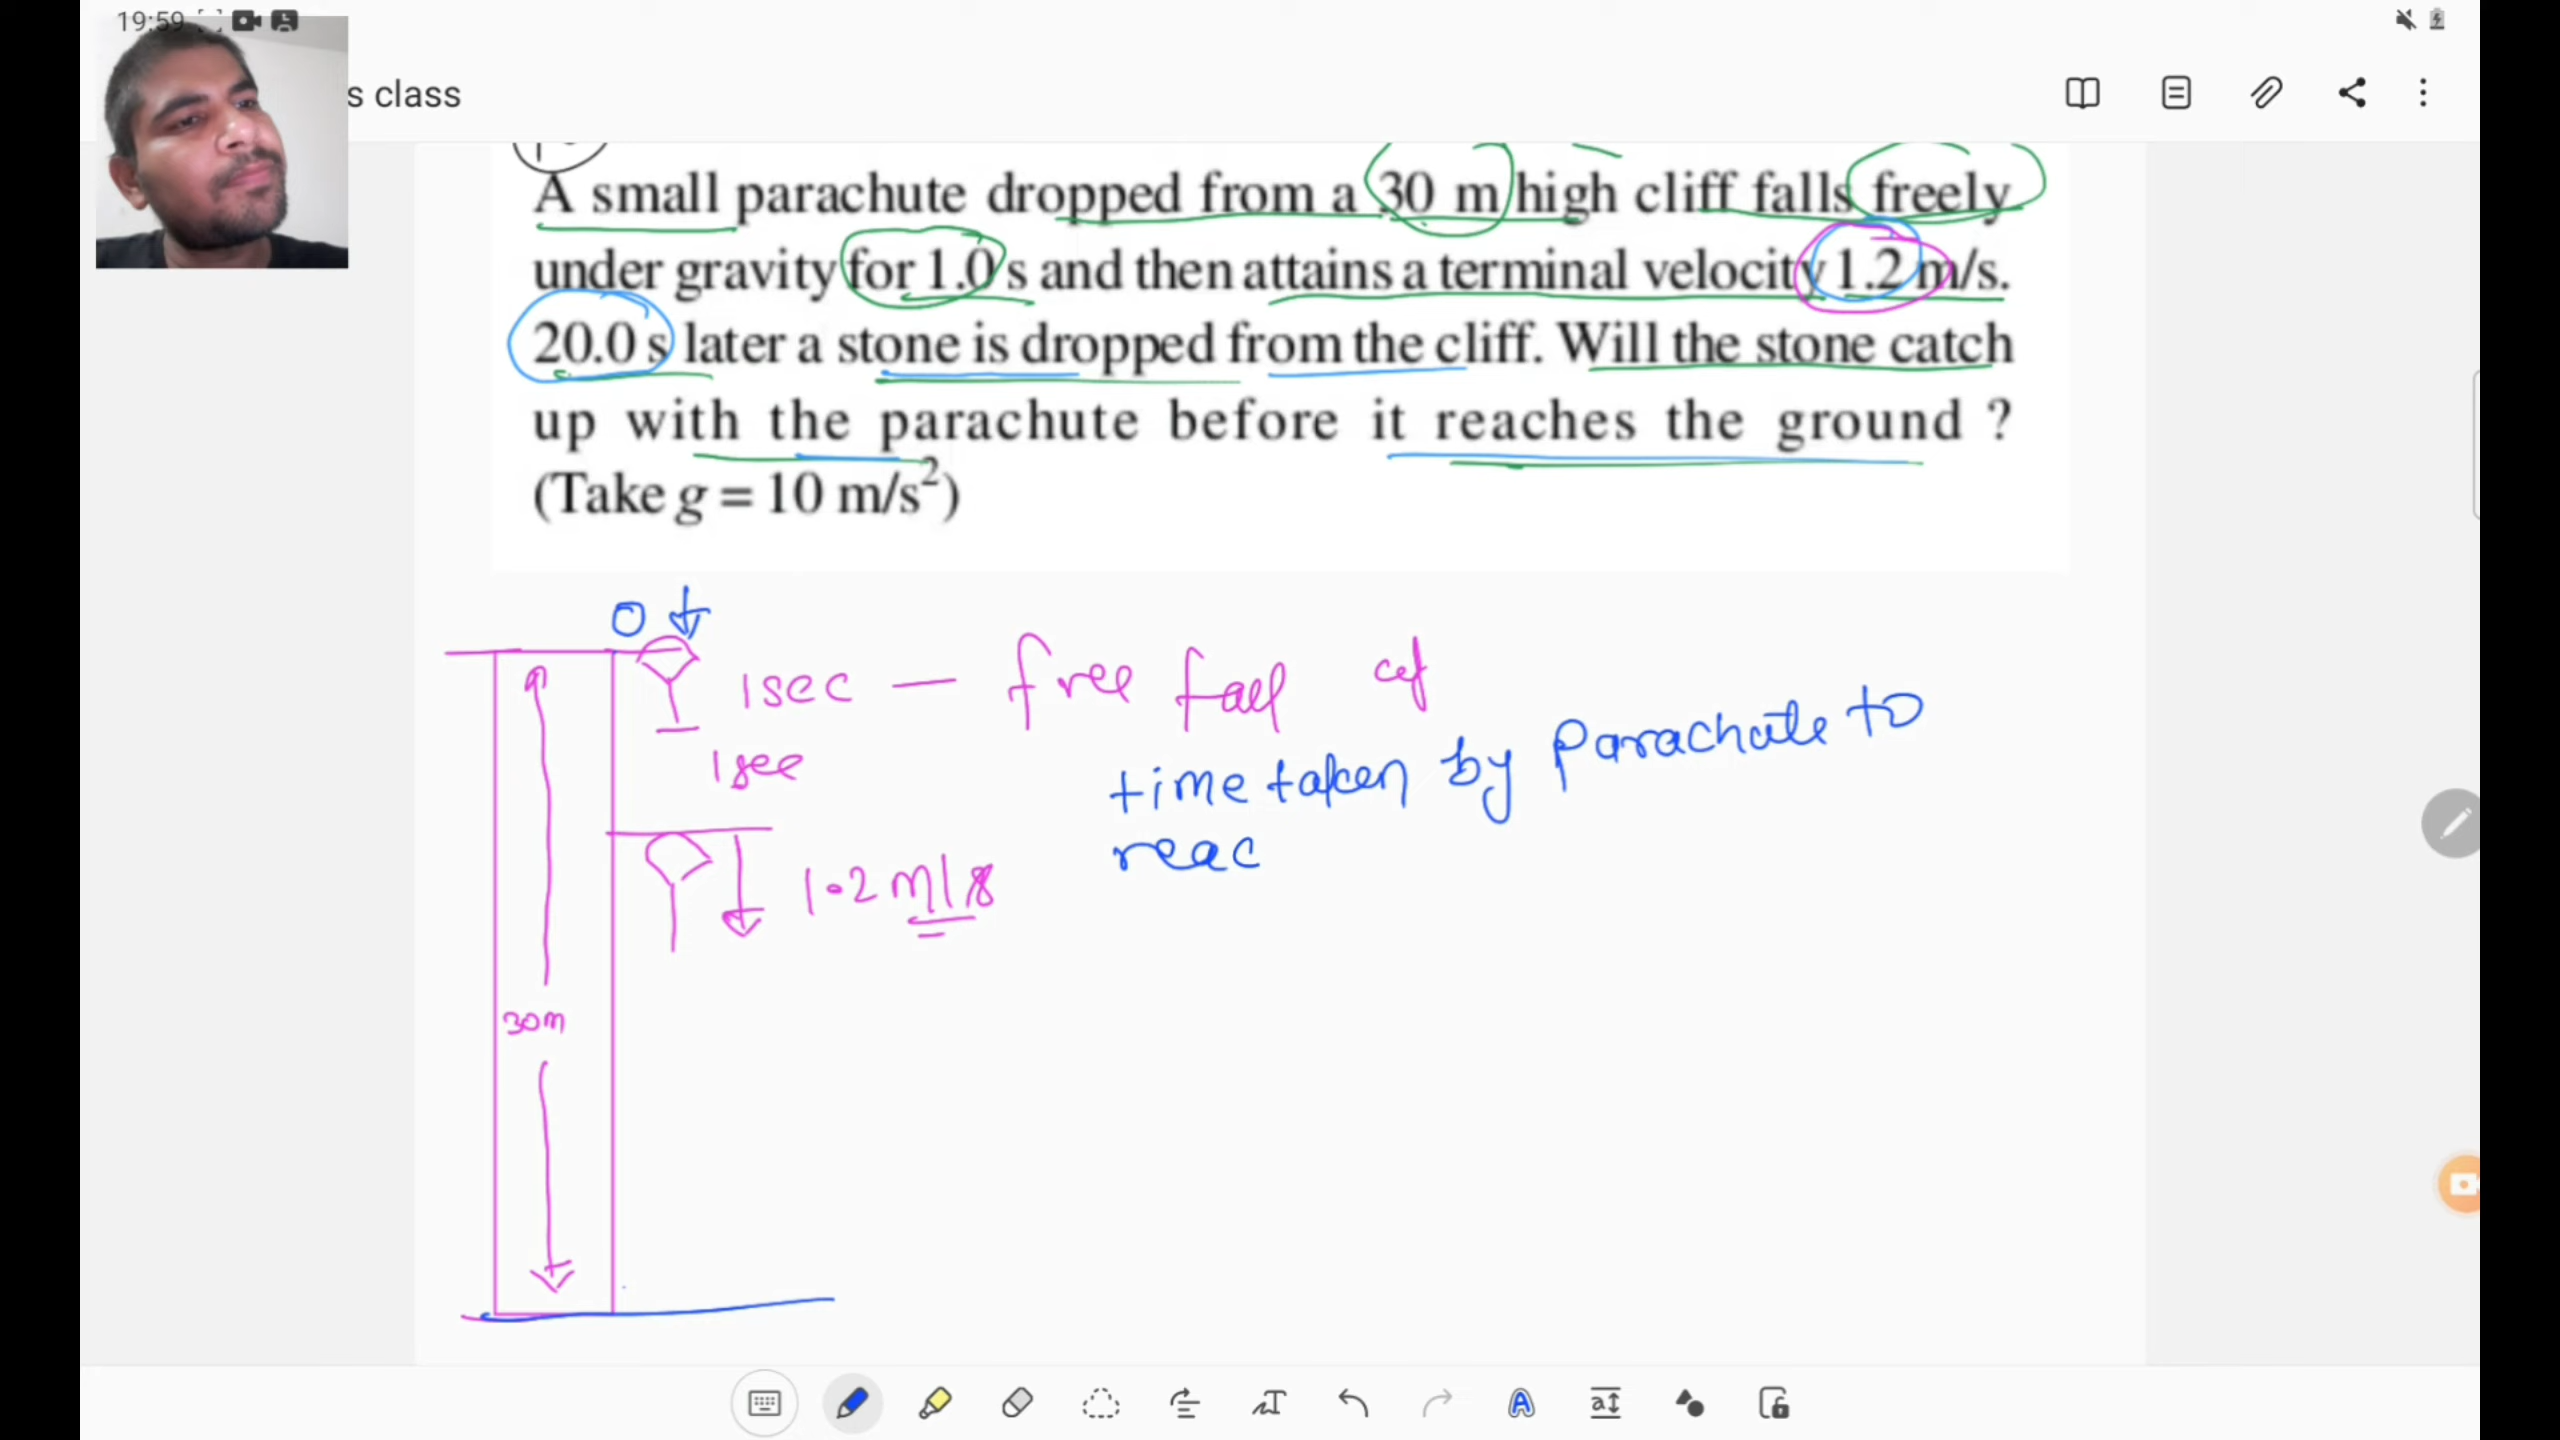 19:59
s class
A small parachute dropped from a 30 m high cliff falls freely
under gravity for 1.0 s and then attains a terminal velocity 1.2 m/s.
20.0 s later a stone is dropped from the cliff. Will the stone catch
up with the parachute before it reaches the ground ?
(Take g = 10 m/s²)
0
1sec — free fall
1sec
time taken by Parachute to
reac
1.2 m/s
30m